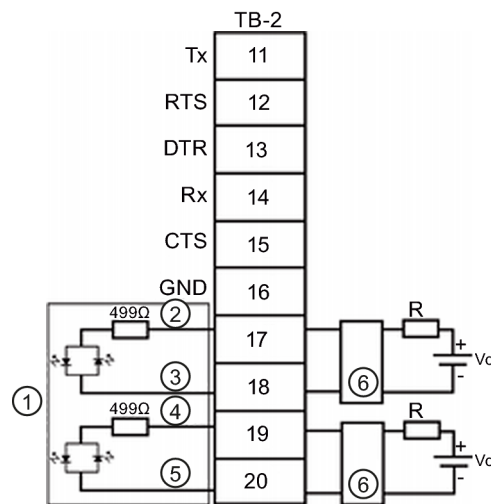 TB-2
Tx 11
RTS 12
DTR 13
Rx 14
CTS 15
GND 16
499Ω 2 17 R
+
6 Vc
-
1 3 18
499Ω 4 19 R
+
6 Vc
-
5 20